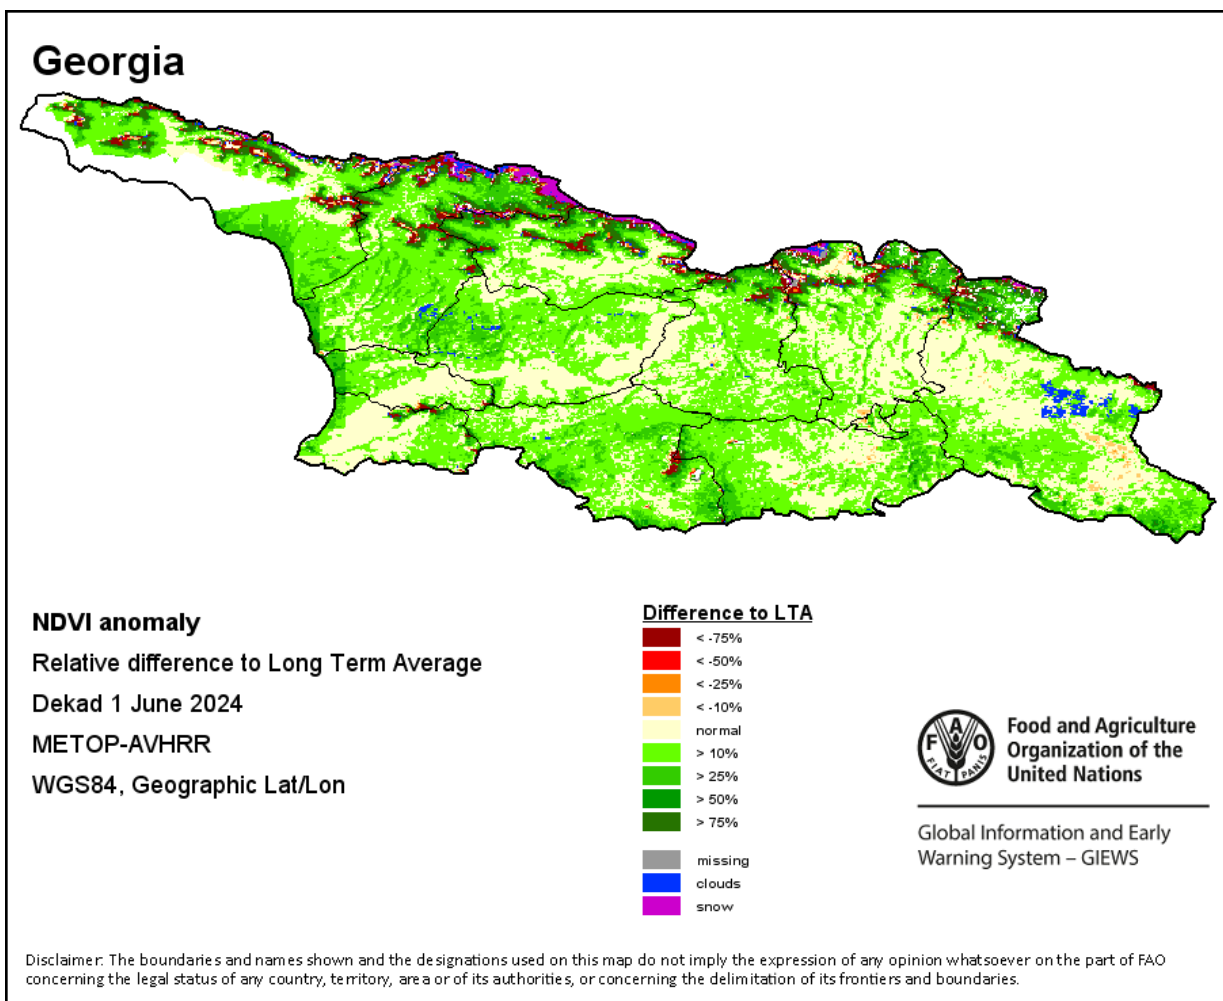 Georgia
NDVI anomaly
Relative difference to Long Term Average
Dekad 1 June 2024
METOP-AVHRR
WGS84, Geographic Lat/Lon
Difference to LTA
< -75%
< -50%
< -25%
< -10%
normal
> 10%
> 25%
> 50%
> 75%
missing
clouds
snow
F A O
FIAT PANIS
Food and Agriculture
Organization of the
United Nations
Global Information and Early
Warning System – GIEWS
Disclaimer: The boundaries and names shown and the designations used on this map do not imply the expression of any opinion whatsoever on the part of FAO
concerning the legal status of any country, territory, area or of its authorities, or concerning the delimitation of its frontiers and boundaries.